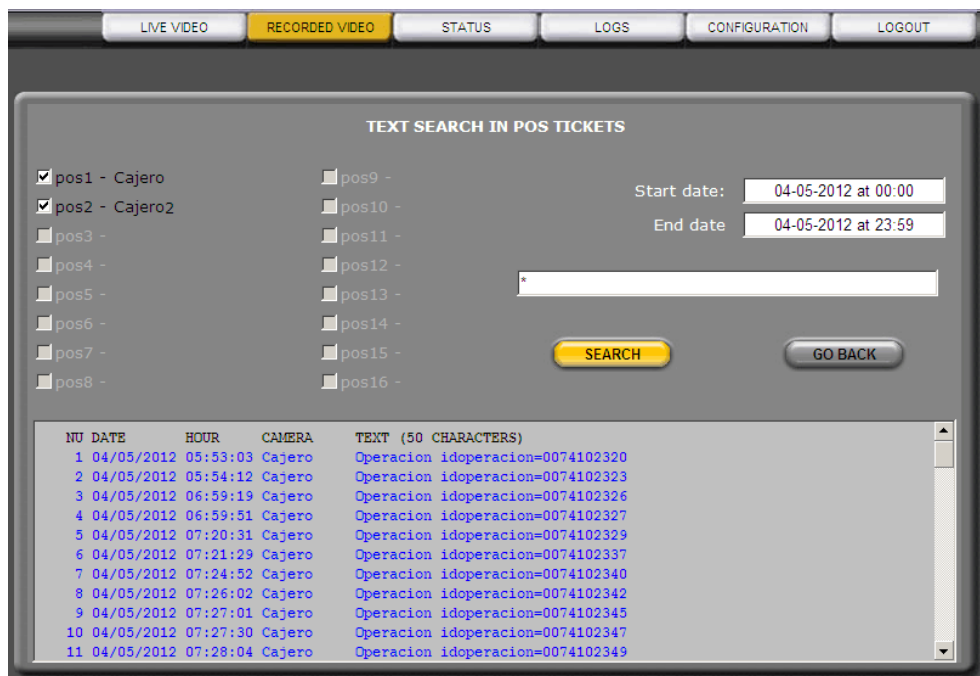 LIVE VIDEO RECORDED VIDEO STATUS LOGS CONFIGURATION LOGOUT
TEXT SEARCH IN POS TICKETS
pos1 - Cajero
pos2 - Cajero2
pos3 -
pos4 -
pos5 -
pos6 -
pos7 -
pos8 -
pos9 -
pos10 -
pos11 -
pos12 -
pos13 -
pos14 -
pos15 -
pos16 -
Start date: 04-05-2012 at 00:00
End date 04-05-2012 at 23:59
*
SEARCH GO BACK
NU DATE HOUR CAMERA TEXT (50 CHARACTERS)
1 04/05/2012 05:53:03 Cajero Operacion idoperacion=0074102320
2 04/05/2012 05:54:12 Cajero Operacion idoperacion=0074102323
3 04/05/2012 06:59:19 Cajero Operacion idoperacion=0074102326
4 04/05/2012 06:59:51 Cajero Operacion idoperacion=0074102327
5 04/05/2012 07:20:31 Cajero Operacion idoperacion=0074102329
6 04/05/2012 07:21:29 Cajero Operacion idoperacion=0074102337
7 04/05/2012 07:24:52 Cajero Operacion idoperacion=0074102340
8 04/05/2012 07:26:02 Cajero Operacion idoperacion=0074102342
9 04/05/2012 07:27:01 Cajero Operacion idoperacion=0074102345
10 04/05/2012 07:27:30 Cajero Operacion idoperacion=0074102347
11 04/05/2012 07:28:04 Cajero Operacion idoperacion=0074102349